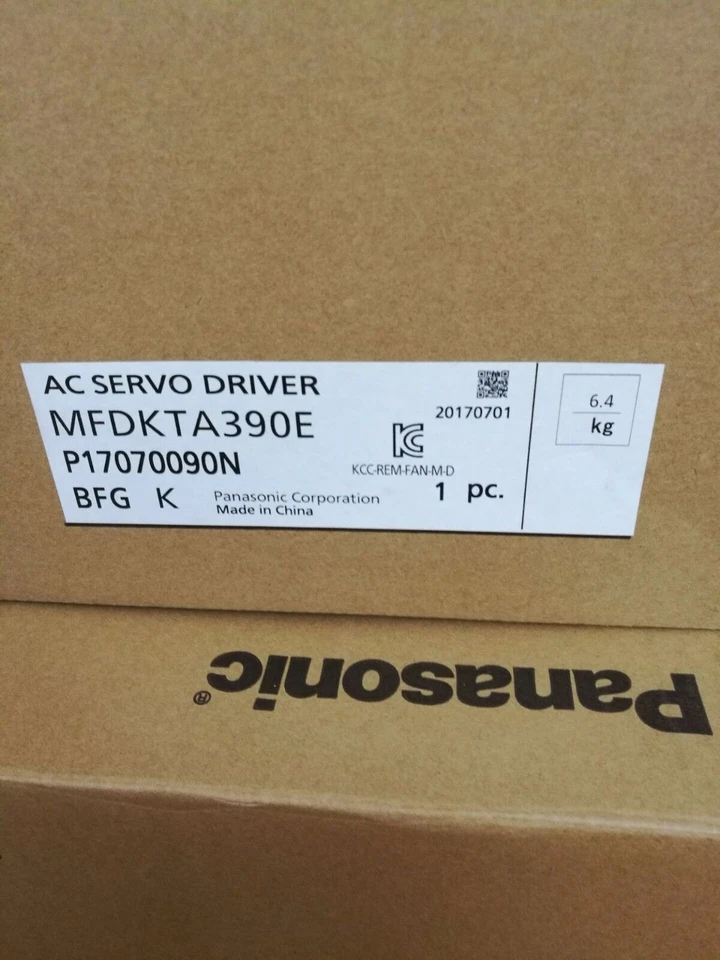 AC SERVO DRIVER
MFDKTA390E
20170701
P17070090N
KCC-REM-FAN-M-D
BFG K
Panasonic Corporation
Made in China
1 pc.
6.4
kg
Panasonic®